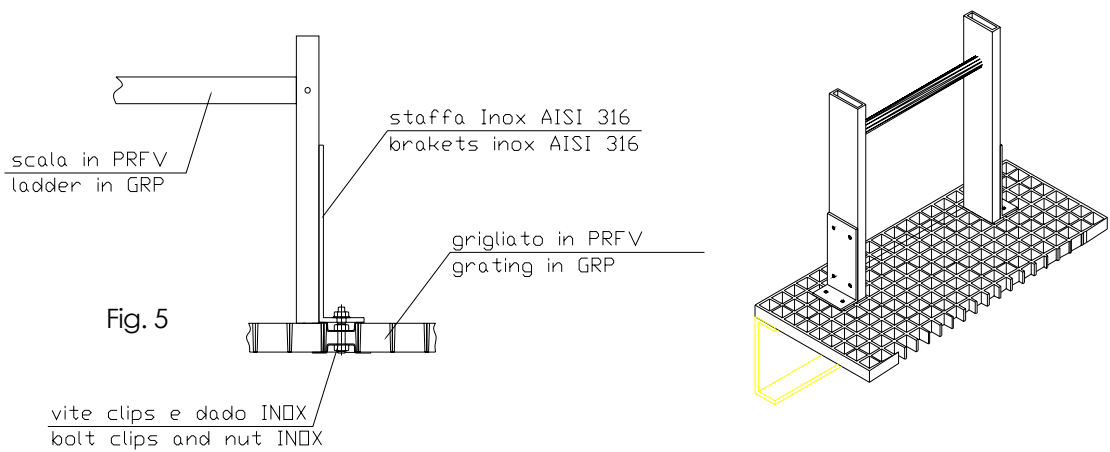 staffa Inox AISI 316
brakets inox AISI 316
scala in PRFV
ladder in GRP
grigliato in PRFV
grating in GRP
Fig. 5
vite clips e dado INOX
bolt clips and nut INOX